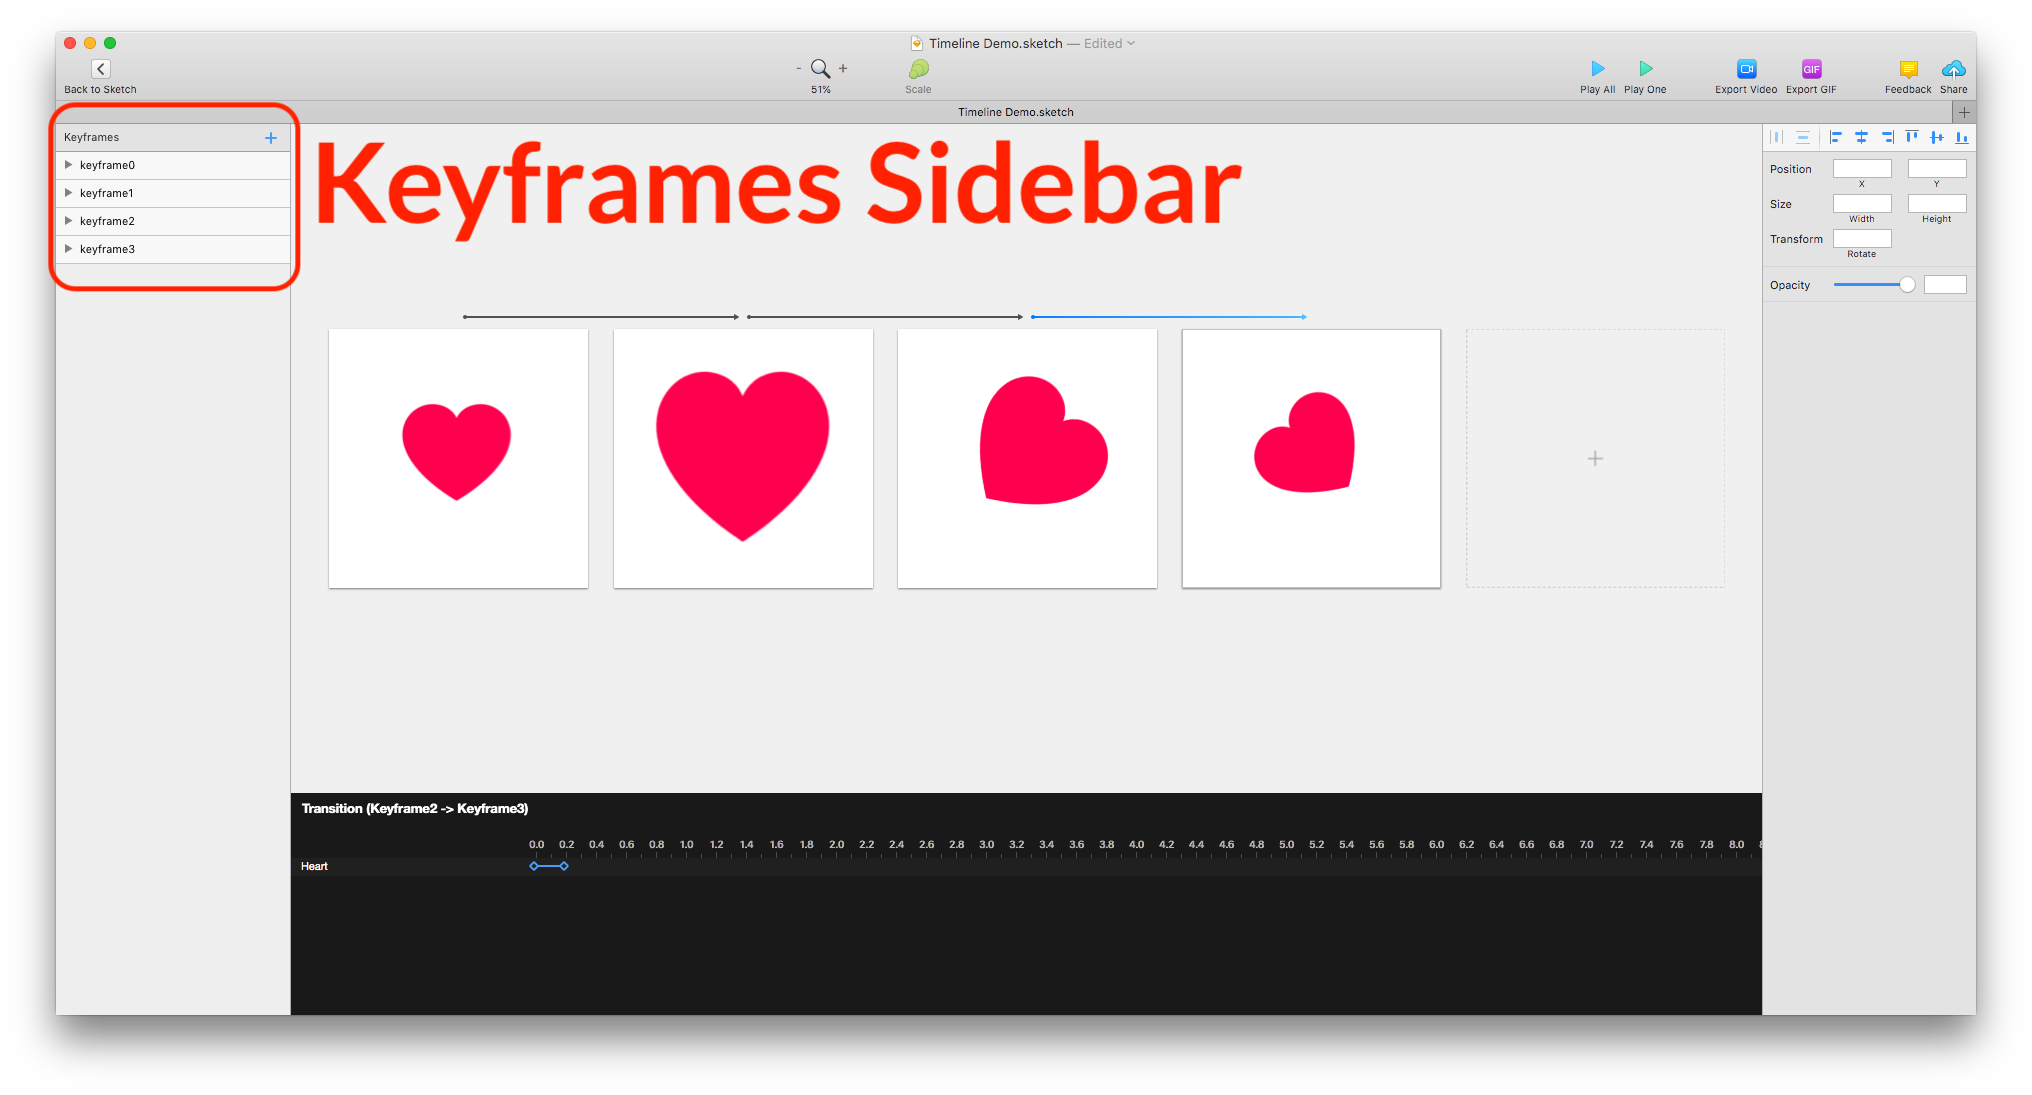 Timeline Demo.sketch — Edited
Back to Sketch
- +
51%
Scale
Play All
Play One
Export Video
GIF
Export GIF
Feedback
Share
Timeline Demo.sketch
+
Keyframes +
keyframe0
keyframe1
keyframe2
keyframe3
Keyframes Sidebar
+
Position
X Y
Size
Width Height
Transform
Rotate
Opacity
Transition (Keyframe2 -> Keyframe3)
0.0 0.2 0.4 0.6 0.8 1.0 1.2 1.4 1.6 1.8 2.0 2.2 2.4 2.6 2.8 3.0 3.2 3.4 3.6 3.8 4.0 4.2 4.4 4.6 4.8 5.0 5.2 5.4 5.6 5.8 6.0 6.2 6.4 6.6 6.8 7.0 7.2 7.4 7.6 7.8 8.0
Heart